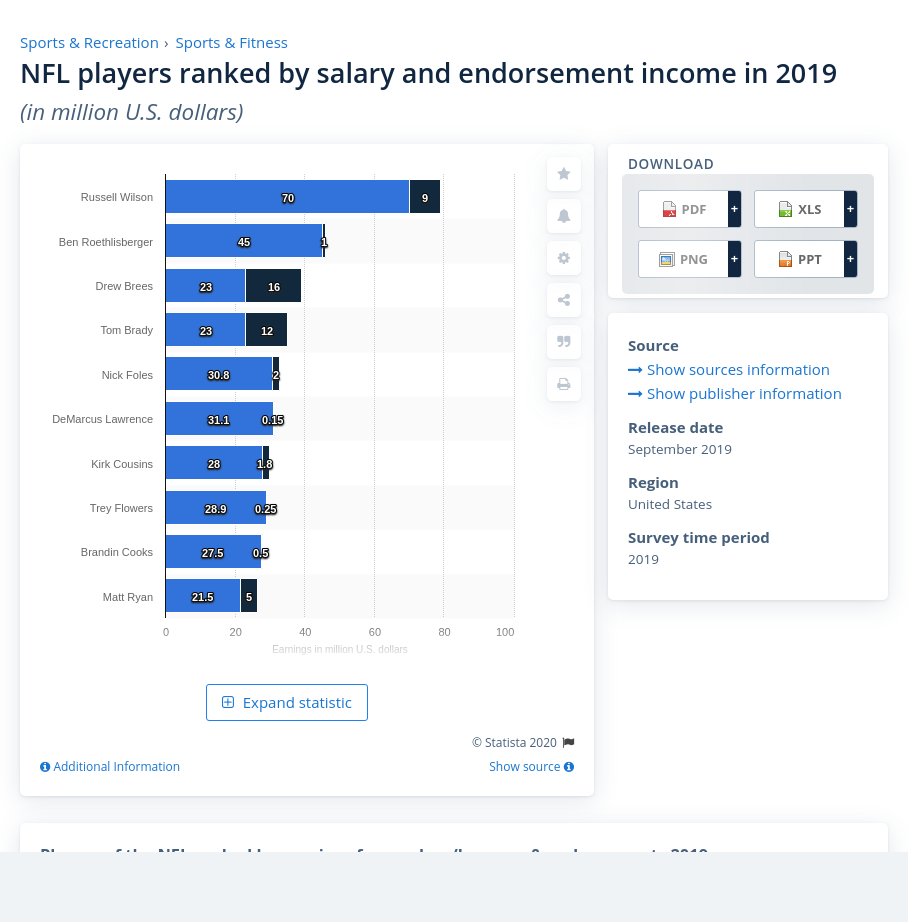 Sports & Recreation › Sports & Fitness
NFL players ranked by salary and endorsement income in 2019
(in million U.S. dollars)
Russell Wilson 70 9
Ben Roethlisberger 45 1
Drew Brees 23 16
Tom Brady 23 12
Nick Foles 30.8 2
DeMarcus Lawrence 31.1 0.15
Kirk Cousins 28 1.8
Trey Flowers 28.9 0.25
Brandin Cooks 27.5 0.5
Matt Ryan 21.5 5
0 20 40 60 80 100
Earnings in million U.S. dollars
Expand statistic
© Statista 2020
Additional Information
Show source
DOWNLOAD
PDF + XLS +
PNG + PPT +
Source
Show sources information
Show publisher information
Release date
September 2019
Region
United States
Survey time period
2019